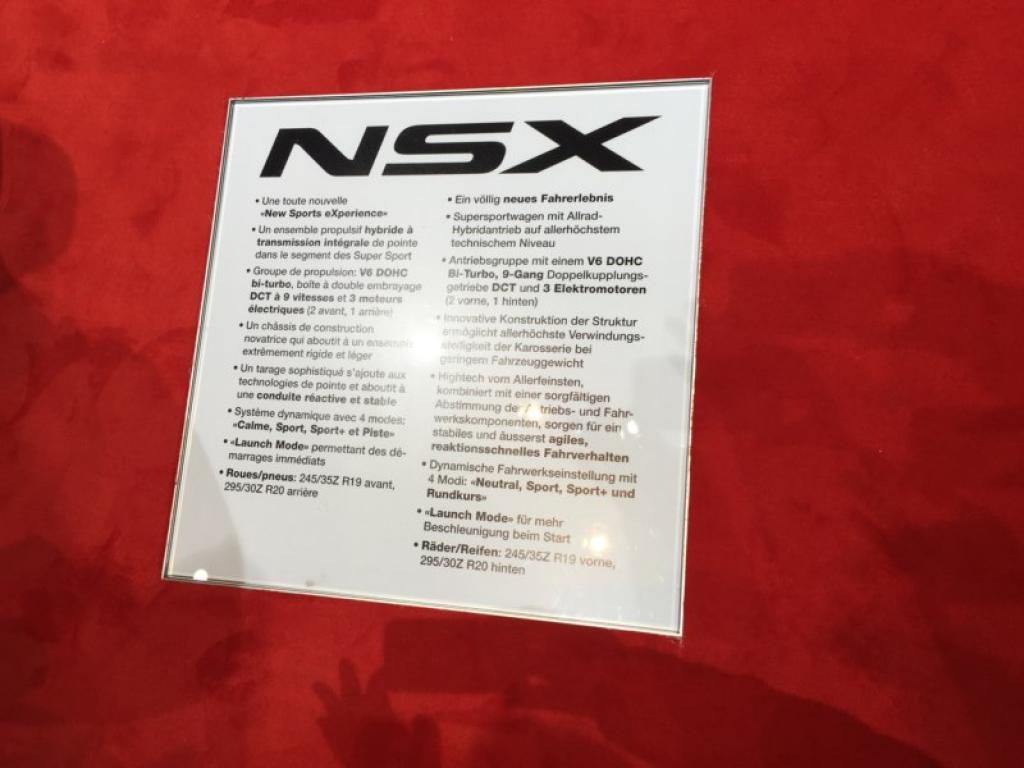 NSX
• Une toute nouvelle
«New Sports eXperience»
• Un ensemble propulsif hybride à
transmission intégrale de pointe
dans le segment des Super Sport
• Groupe de propulsion: V6 DOHC
bi-turbo, boîte à double embrayage
DCT à 9 vitesses et 3 moteurs
électriques (2 avant, 1 arrière)
• Un châssis de construction
novatrice qui aboutit à un ensemble
extrêmement rigide et léger
• Un tarage sophistiqué s'ajoute aux
technologies de pointe et aboutit à
une conduite réactive et stable
• Système dynamique avec 4 modes:
«Calme, Sport, Sport+ et Piste»
• «Launch Mode» permettant des dé-
marrages immédiats
• Roues/pneus: 245/35Z R19 avant,
295/30Z R20 arrière
• Ein völlig neues Fahrerlebnis
• Supersportwagen mit Allrad-
Hybridantrieb auf allerhöchstem
technischem Niveau
• Antriebsgruppe mit einem V6 DOHC
Bi-Turbo, 9-Gang Doppelkupplungs-
getriebe DCT und 3 Elektromotoren
(2 vorne, 1 hinten)
• Innovative Konstruktion der Struktur
ermöglicht allerhöchste Verwindungs-
steifigkeit der Karosserie bei
geringem Fahrzeuggewicht
• Hightech vom Allerfeinsten,
kombiniert mit einer sorgfältigen
Abstimmung der Antriebs- und Fahr-
werkskomponenten, sorgen für ein
stabiles und äusserst agiles,
reaktionsschnelles Fahrverhalten
• Dynamische Fahrwerkseinstellung mit
4 Modi: «Neutral, Sport, Sport+ und
Rundkurs»
• «Launch Mode» für mehr
Beschleunigung beim Start
• Räder/Reifen: 245/35Z R19 vorne,
295/30Z R20 hinten